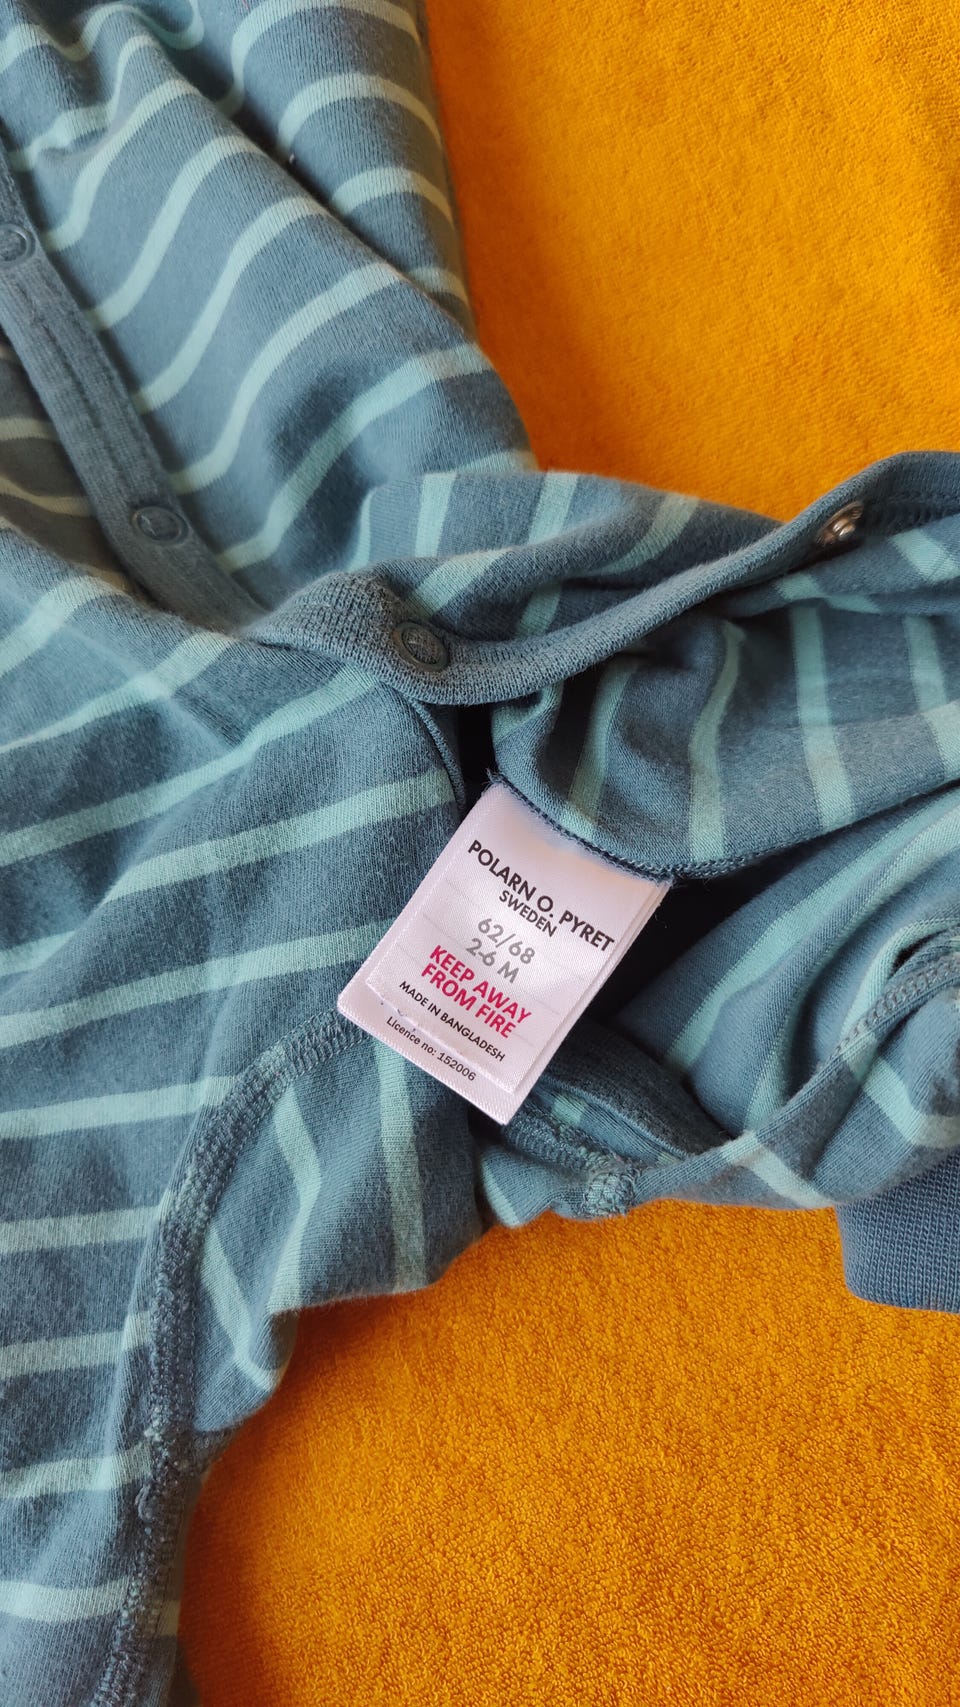 POLARN O. PYRET
SWEDEN
62/68
2-6 M
KEEP AWAY
FROM FIRE
MADE IN BANGLADESH
Licence no: 152006